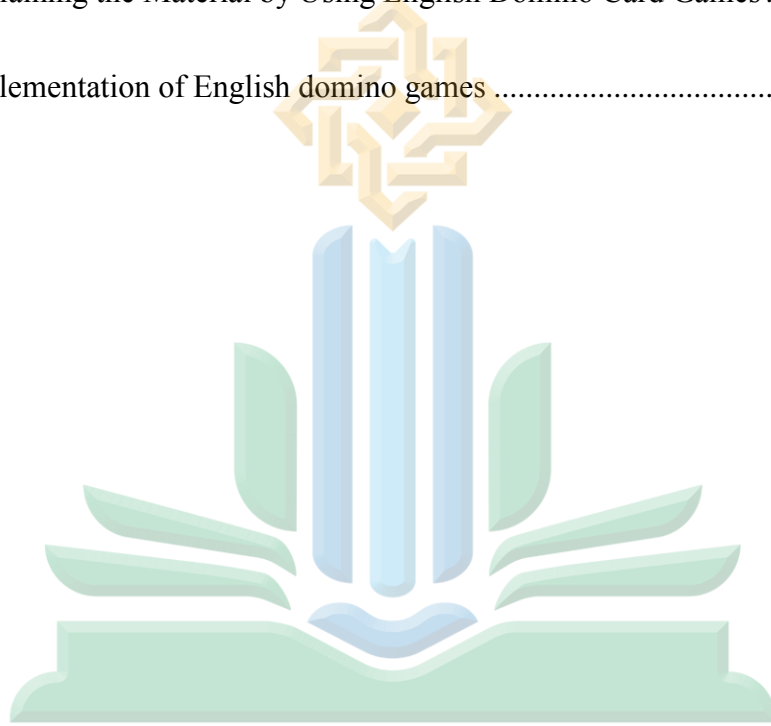 laining the Material by Using English Domino Card Games.
lementation of English domino games ....................................